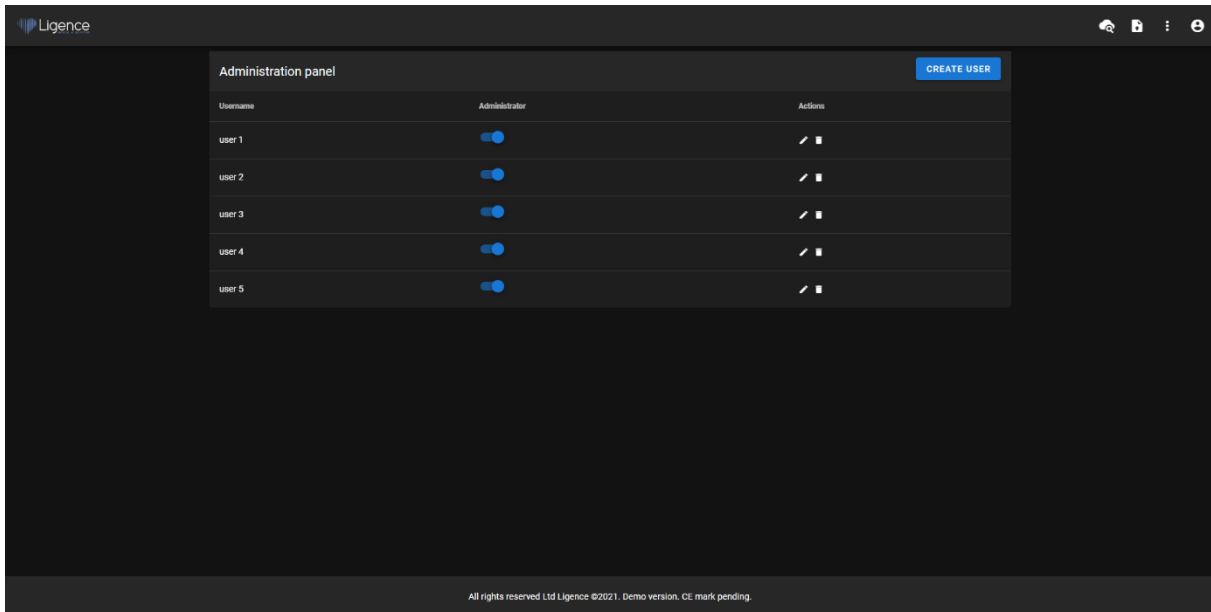 Ligence
Administration panel
CREATE USER
Username Administrator Actions
user 1
user 2
user 3
user 4
user 5
All rights reserved Ltd Ligence ©2021. Demo version. CE mark pending.